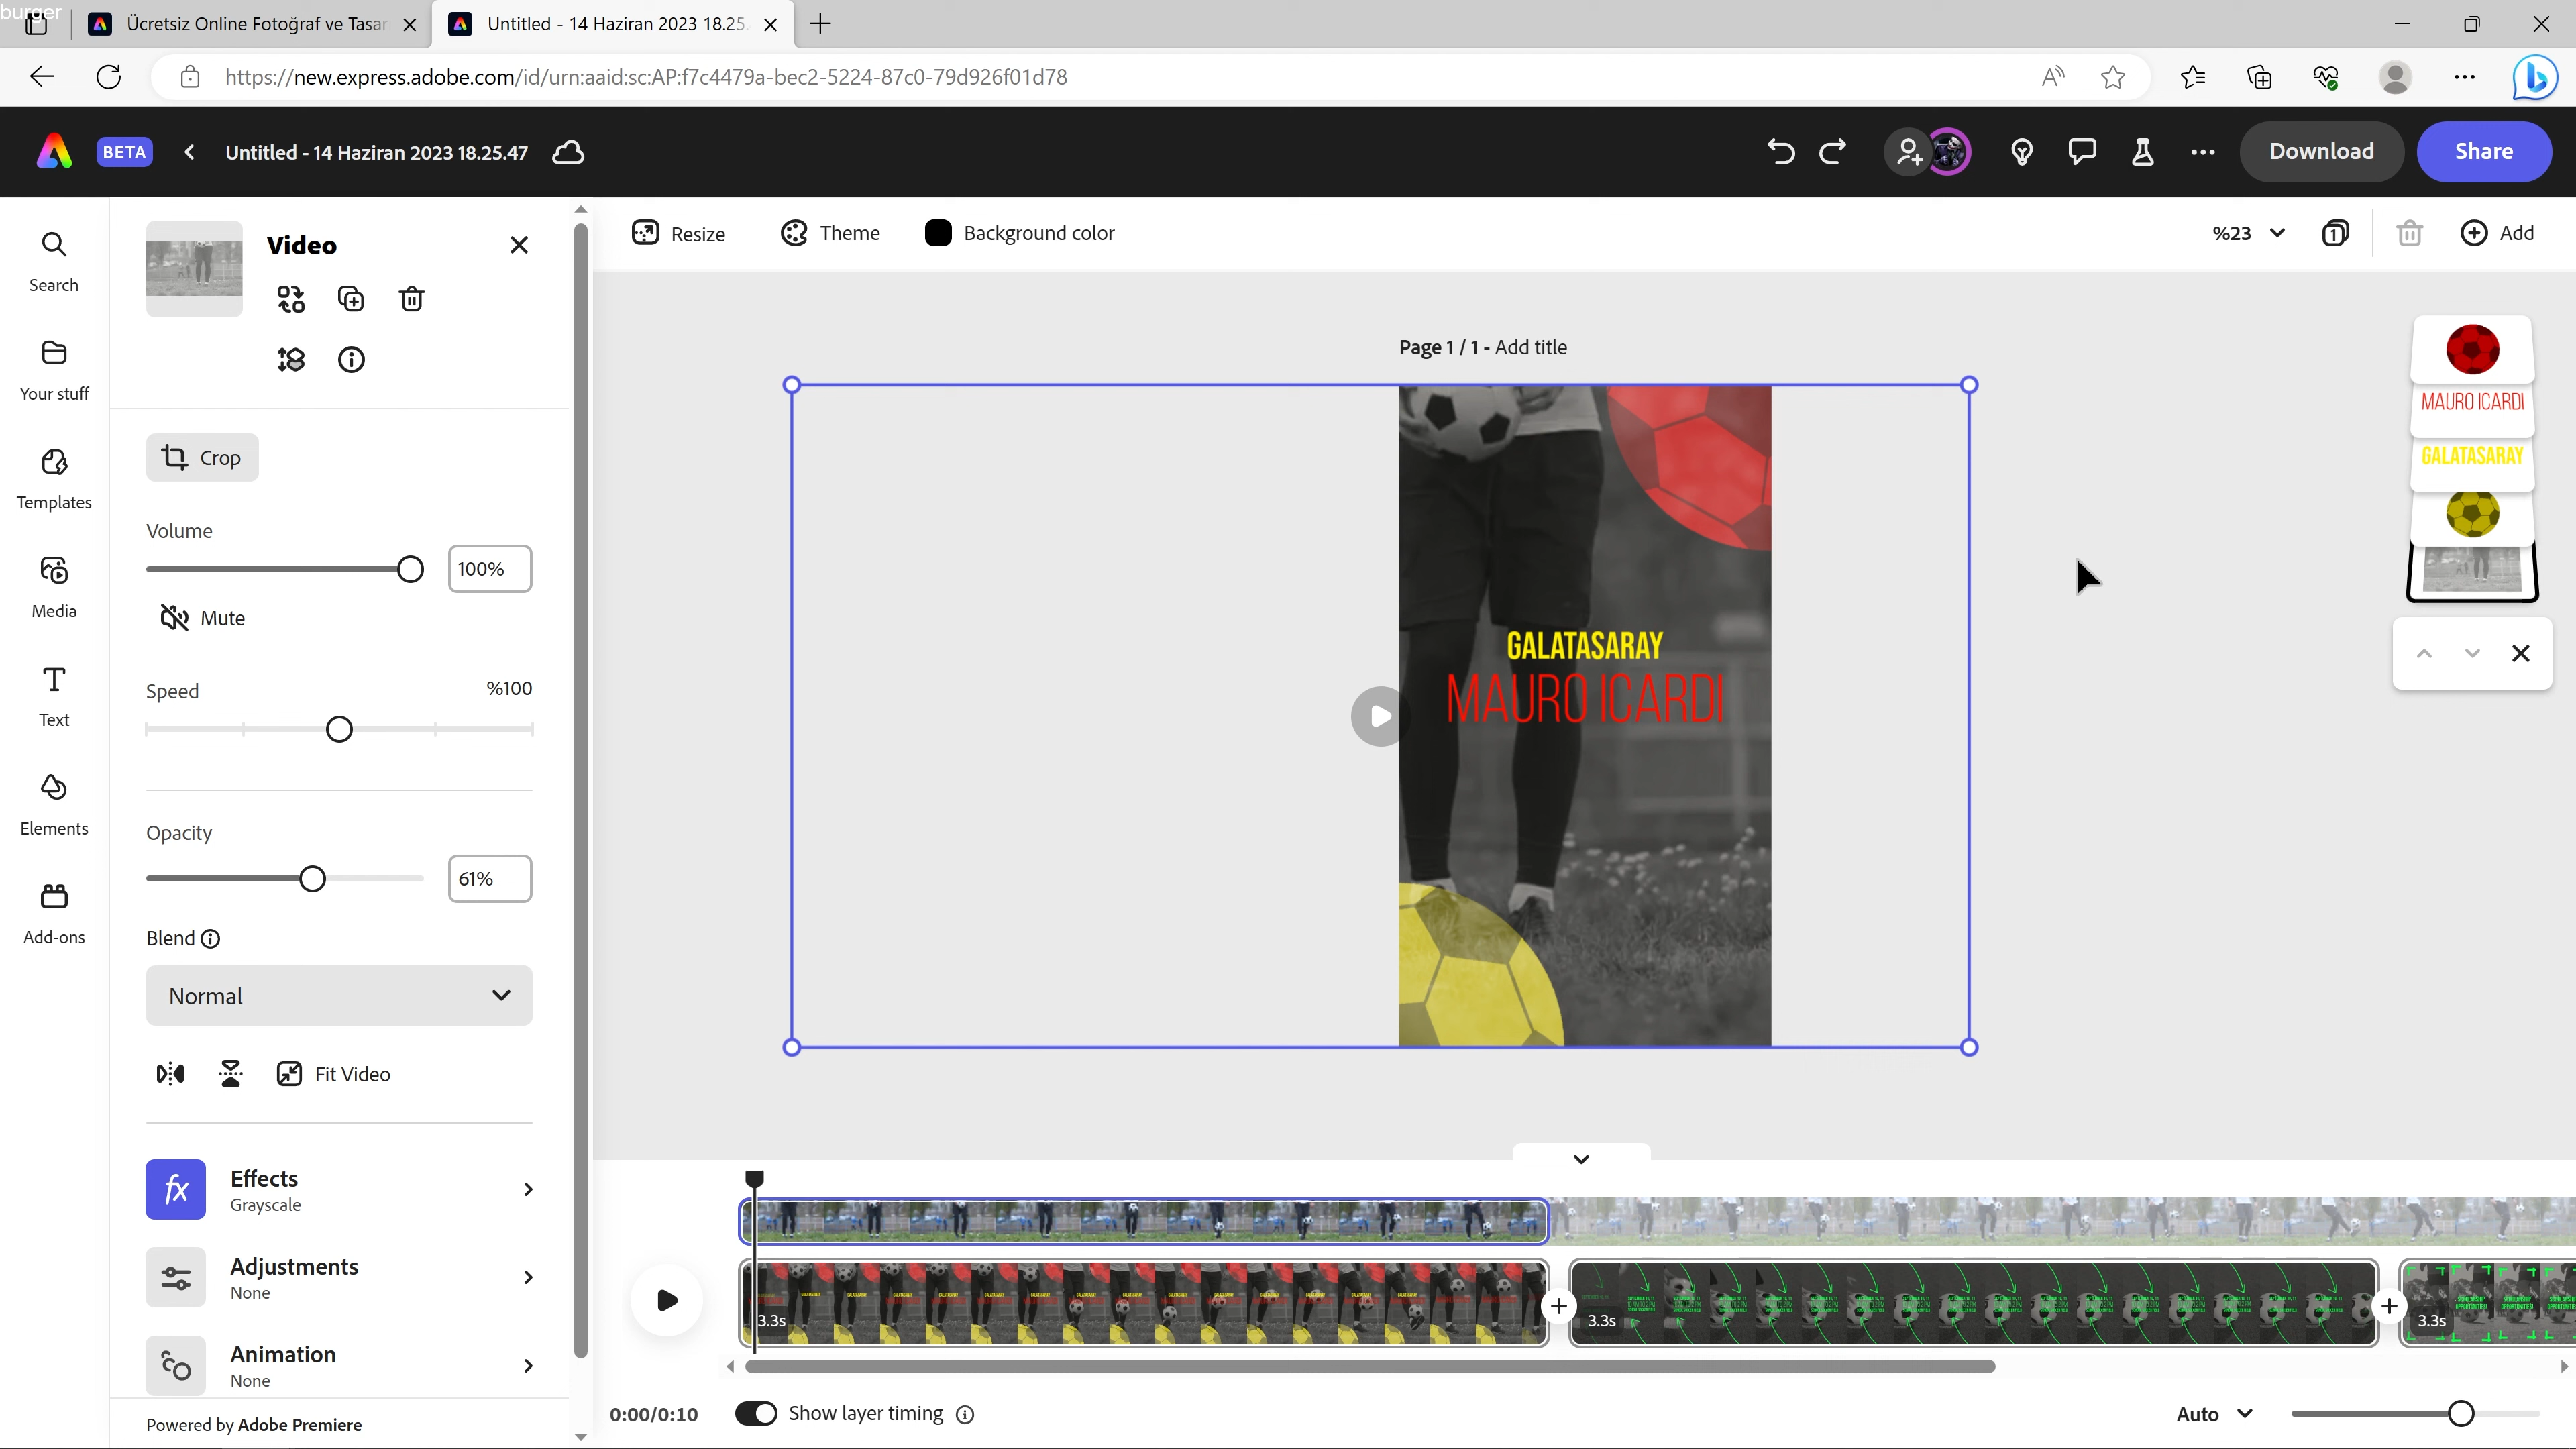 burger
Ücretsiz Online Fotoğraf ve Tasar
Untitled - 14 Haziran 2023 18.25.
https://new.express.adobe.com/id/urn:aaid:sc:AP:f7c4479a-bec2-5224-87c0-79d926f01d78
BETA
Untitled - 14 Haziran 2023 18.25.47
Download
Share
Search
Your stuff
Templates
Media
Text
Elements
Add-ons
Video
Crop
Volume
100%
Mute
Speed
%100
Opacity
61%
Blend
Normal
Fit Video
fx
Effects
Grayscale
Adjustments
None
Animation
None
Powered by Adobe Premiere
Resize
Theme
Background color
%23
1
Add
Page 1 / 1 - Add title
GALATASARAY
MAURO ICARDI
MAURO ICARDI
GALATASARAY
3.3s
3.3s
3.3s
0:00/0:10
Show layer timing
Auto